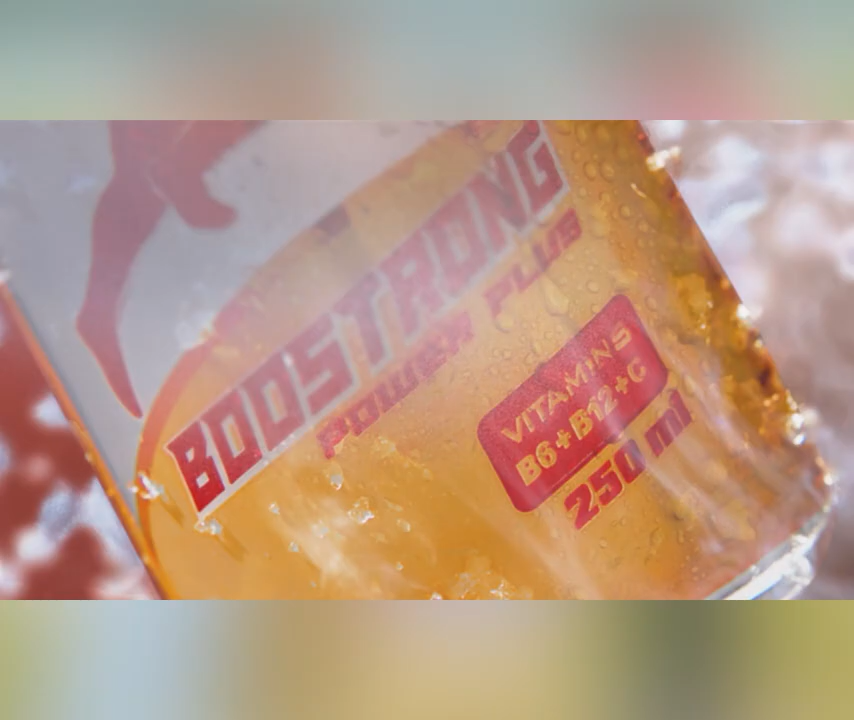 BOOSTRONG
POWER PLUS
VITAMINS
B6+B12+C
250 ml